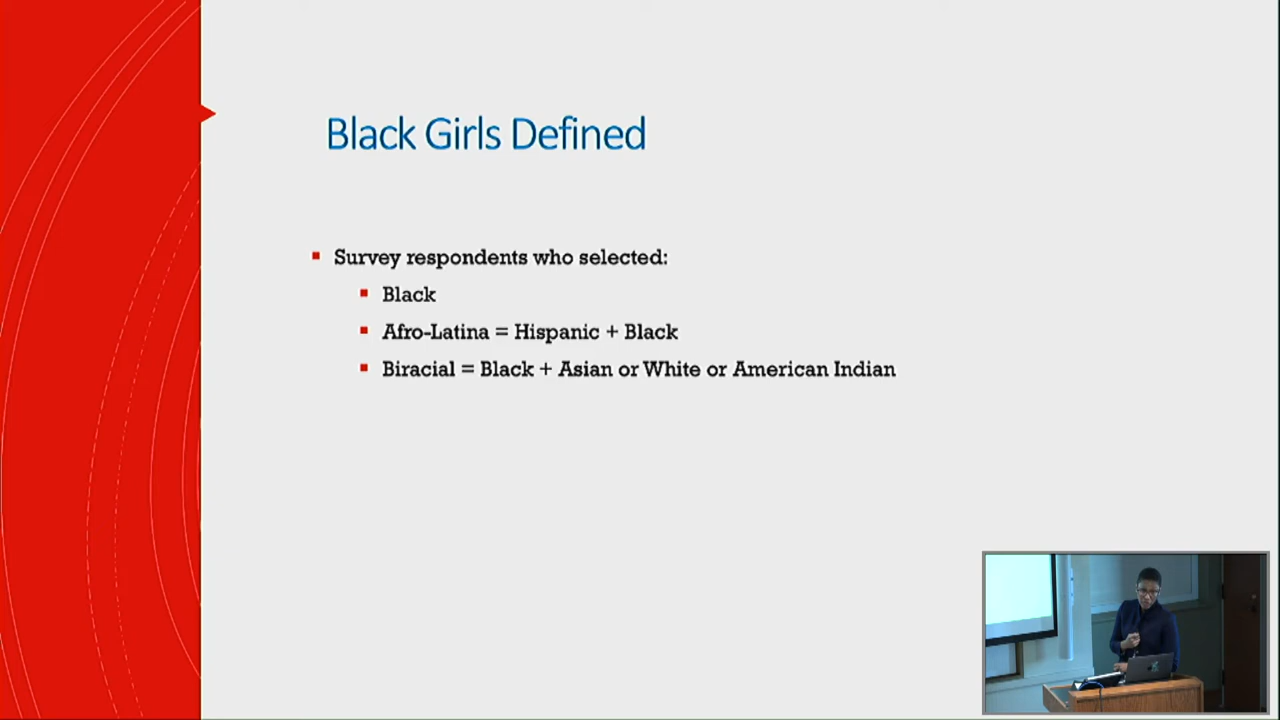 Black Girls Defined
Survey respondents who selected:
Black
Afro-Latina = Hispanic + Black
Biracial = Black + Asian or White or American Indian